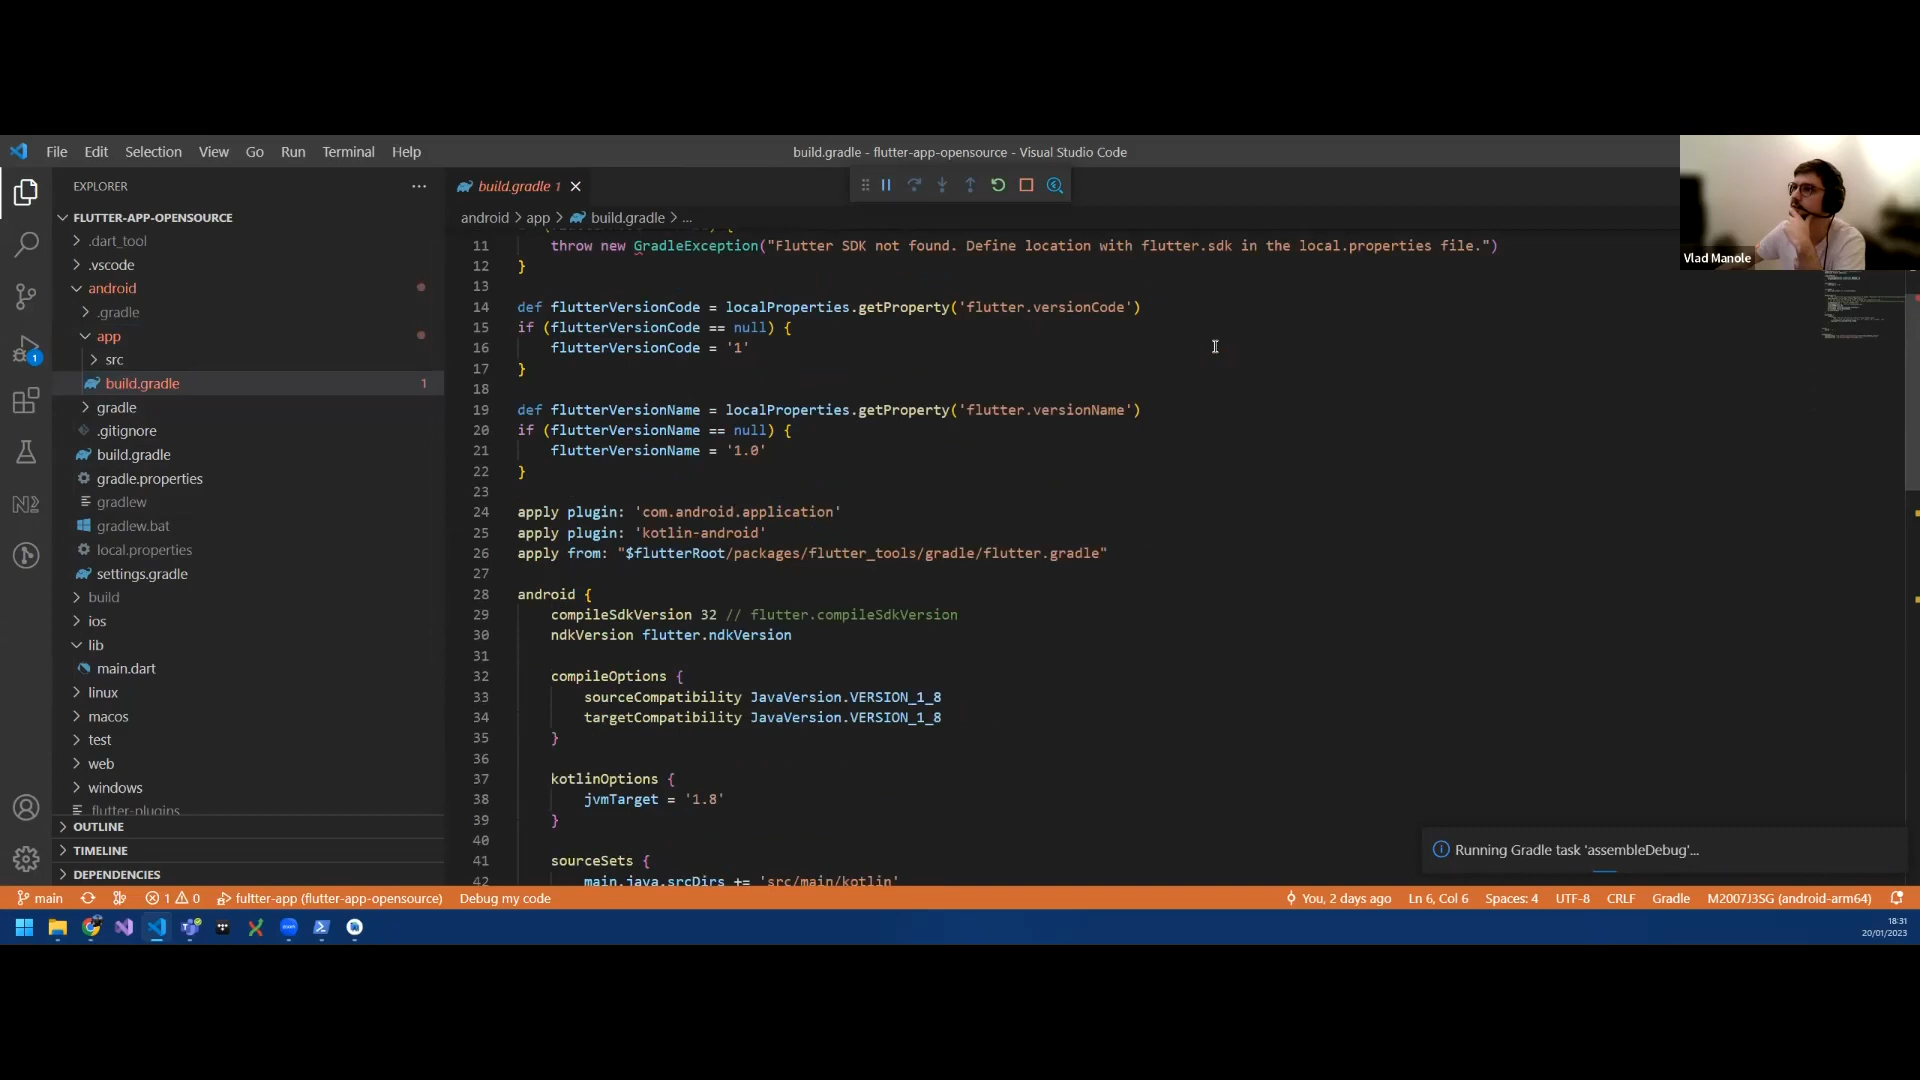 File Edit Selection View Go Run Terminal Help
build.gradle - flutter-app-opensource - Visual Studio Code
Vlad Manole
EXPLORER
FLUTTER-APP-OPENSOURCE
.dart_tool
.vscode
android
.gradle
app
src
build.gradle 1
gradle
.gitignore
build.gradle
gradle.properties
gradlew
gradlew.bat
local.properties
settings.gradle
build
ios
lib
main.dart
linux
macos
test
web
windows
.flutter-plugins
OUTLINE
TIMELINE
DEPENDENCIES
build.gradle 1
android > app > build.gradle > ...
11 throw new GradleException("Flutter SDK not found. Define location with flutter.sdk in the local.properties file.")
12 }
13
14 def flutterVersionCode = localProperties.getProperty('flutter.versionCode')
15 if (flutterVersionCode == null) {
16 flutterVersionCode = '1'
17 }
18
19 def flutterVersionName = localProperties.getProperty('flutter.versionName')
20 if (flutterVersionName == null) {
21 flutterVersionName = '1.0'
22 }
23
24 apply plugin: 'com.android.application'
25 apply plugin: 'kotlin-android'
26 apply from: "$flutterRoot/packages/flutter_tools/gradle/flutter.gradle"
27
28 android {
29 compileSdkVersion 32 // flutter.compileSdkVersion
30 ndkVersion flutter.ndkVersion
31
32 compileOptions {
33 sourceCompatibility JavaVersion.VERSION_1_8
34 targetCompatibility JavaVersion.VERSION_1_8
35 }
36
37 kotlinOptions {
38 jvmTarget = '1.8'
39 }
40
41 sourceSets {
42 main.java.srcDirs += 'src/main/kotlin'
Running Gradle task 'assembleDebug'...
main 1 0 fultter-app (flutter-app-opensource) Debug my code You, 2 days ago Ln 6, Col 6 Spaces: 4 UTF-8 CRLF Gradle M2007J3SG (android-arm64)
18:31
20/01/2023